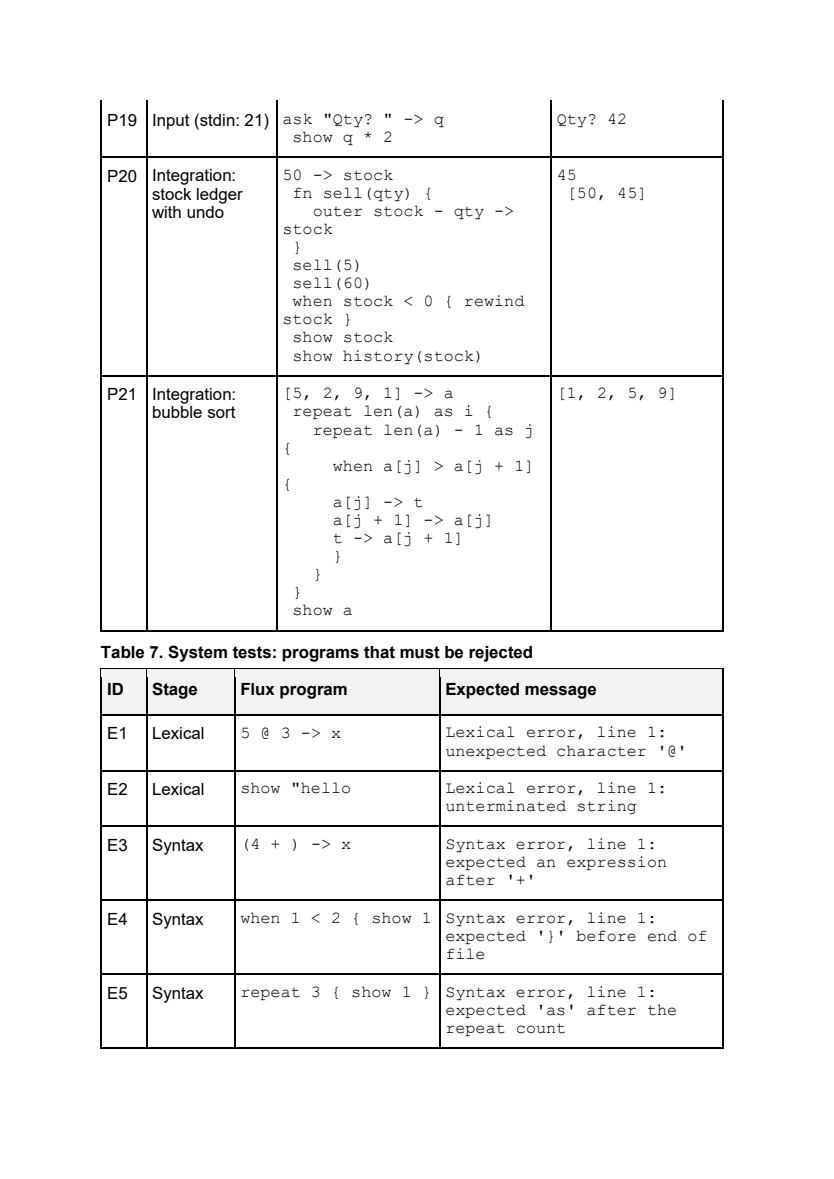 P19 Input (stdin: 21) ask "Qty? " -> q Qty? 42
show q * 2
P20 Integration: 50 -> stock 45
stock ledger fn sell(qty) { [50, 45]
with undo outer stock - qty ->
stock
}
sell(5)
sell(60)
when stock < 0 { rewind
stock }
show stock
show history(stock)
P21 Integration: [5, 2, 9, 1] -> a [1, 2, 5, 9]
bubble sort repeat len(a) as i {
repeat len(a) - 1 as j
{
when a[j] > a[j + 1]
{
a[j] -> t
a[j + 1] -> a[j]
t -> a[j + 1]
}
}
}
show a
Table 7. System tests: programs that must be rejected
ID Stage Flux program Expected message
E1 Lexical 5 @ 3 -> x Lexical error, line 1:
unexpected character '@'
E2 Lexical show "hello Lexical error, line 1:
unterminated string
E3 Syntax (4 + ) -> x Syntax error, line 1:
expected an expression
after '+'
E4 Syntax when 1 < 2 { show 1 Syntax error, line 1:
expected '}' before end of
file
E5 Syntax repeat 3 { show 1 } Syntax error, line 1:
expected 'as' after the
repeat count